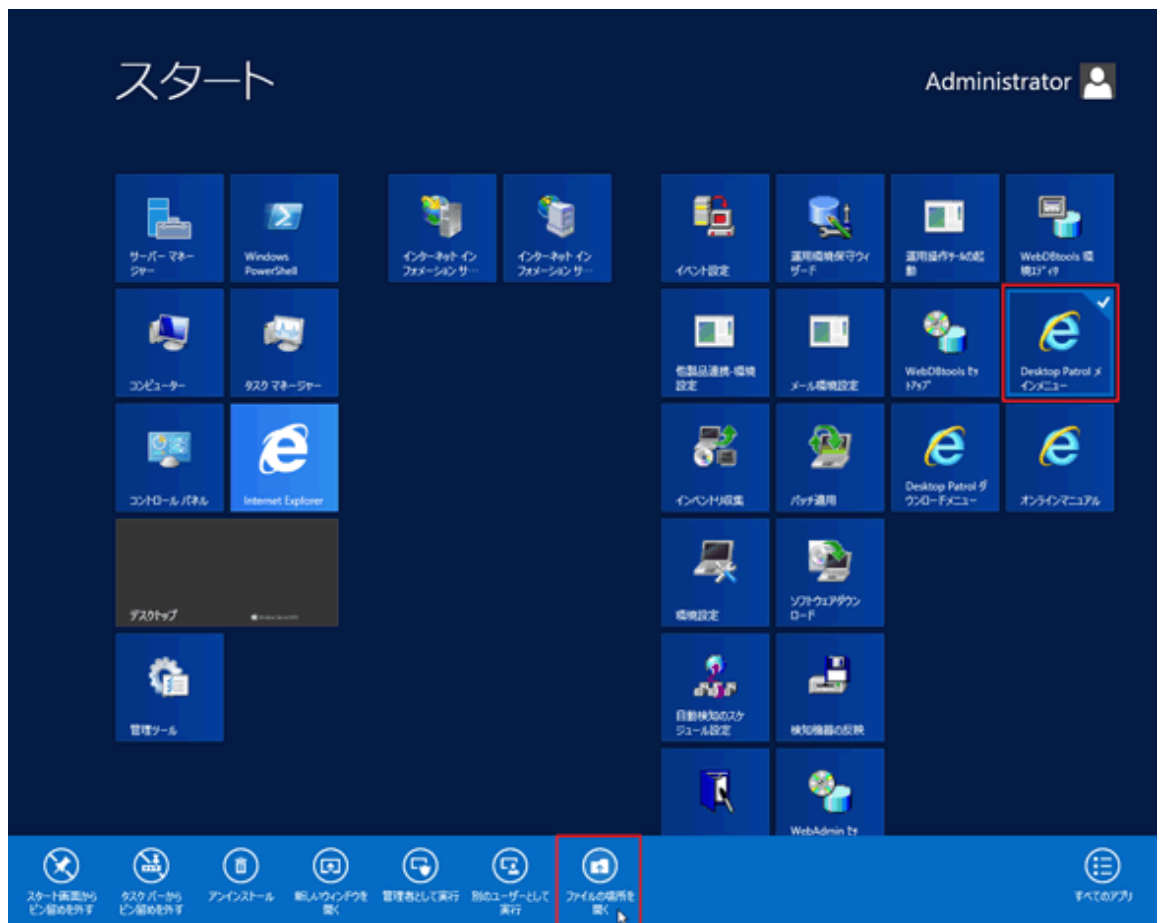 スタート
Administrator
サーバー マネー
ジャー
Windows
PowerShell
インターネット イン
フォメーション サ…
インターネット イン
フォメーション サ…
イベント設定
運用環境保守ウィ
ザード
運用操作ツールの起
動
WebDBtools 環
境ｴﾃﾞｨﾀ
コンピューター
タスク マネージャー
他製品連携・環境
設定
メール環境設定
WebDBtools ｾｯ
ﾄｱｯﾌﾟ
Desktop Patrol メ
インメニュー
コントロール パネル
Internet Explorer
インベントリ収集
パッチ適用
Desktop Patrol ダ
ウンロードメニュー
オンラインマニュアル
デスクトップ
環境設定
ソフトウェアダウン
ロード
管理ツール
自動検知のスケ
ジュール設定
検知機器の反映
WebAdmin ｾｯ
スタート画面から
ピン留めを外す
タスク バーから
ピン留めを外す
アンインストール
新しいウィンドウを
開く
管理者として実行
別のユーザーとして
実行
ファイルの場所を
開く
すべてのアプリ